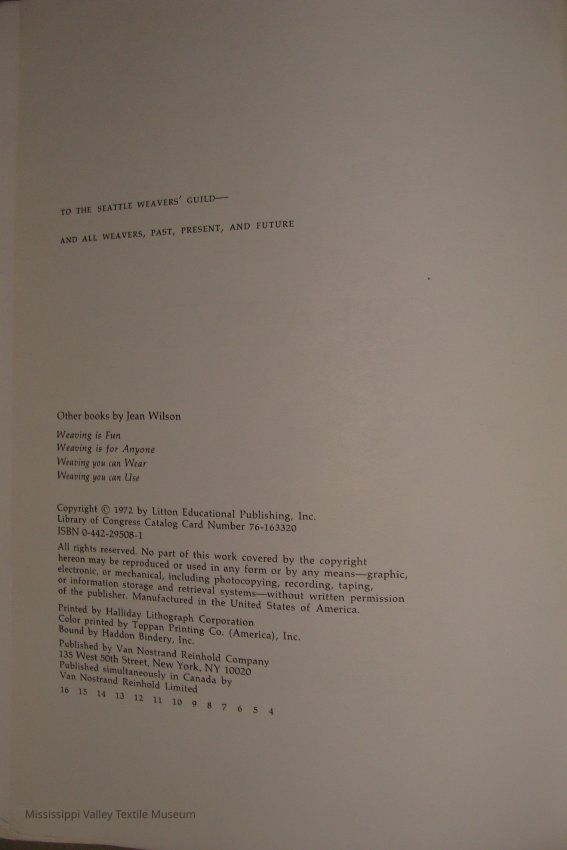 TO THE SEATTLE WEAVERS' GUILD—
AND ALL WEAVERS, PAST, PRESENT, AND FUTURE
Other books by Jean Wilson
Weaving is Fun
Weaving is for Anyone
Weaving you can Wear
Weaving you can Use
Copyright © 1972 by Litton Educational Publishing, Inc.
Library of Congress Catalog Card Number 76-163320
ISBN 0-442-29508-1
All rights reserved. No part of this work covered by the copyright
hereon may be reproduced or used in any form or by any means—graphic,
electronic, or mechanical, including photocopying, recording, taping,
or information storage and retrieval systems—without written permission
of the publisher. Manufactured in the United States of America.
Printed by Halliday Lithograph Corporation
Color printed by Toppan Printing Co. (America), Inc.
Bound by Haddon Bindery, Inc.
Published by Van Nostrand Reinhold Company
135 West 50th Street, New York, NY 10020
Published simultaneously in Canada by
Van Nostrand Reinhold Limited
16 15 14 13 12 11 10 9 8 7 6 5 4
Mississippi Valley Textile Museum